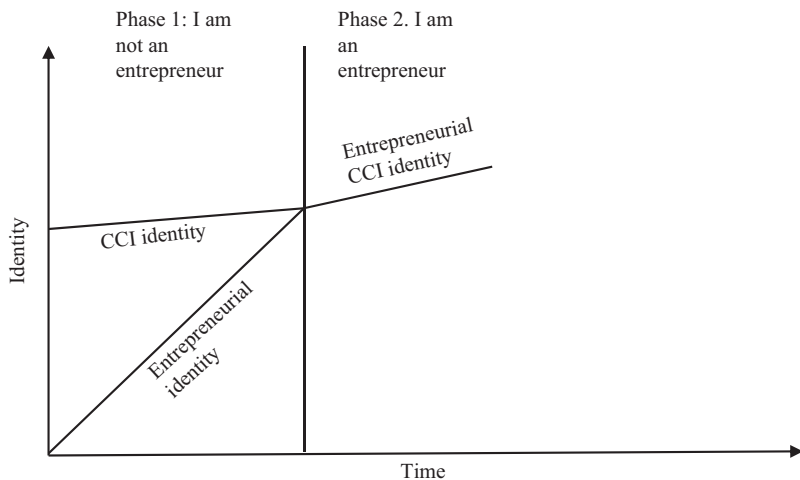 Phase 1: I am
not an
entrepreneur
Phase 2. I am
an
entrepreneur
Entrepreneurial
CCI identity
CCI identity
Entrepreneurial
identity
Identity
Time